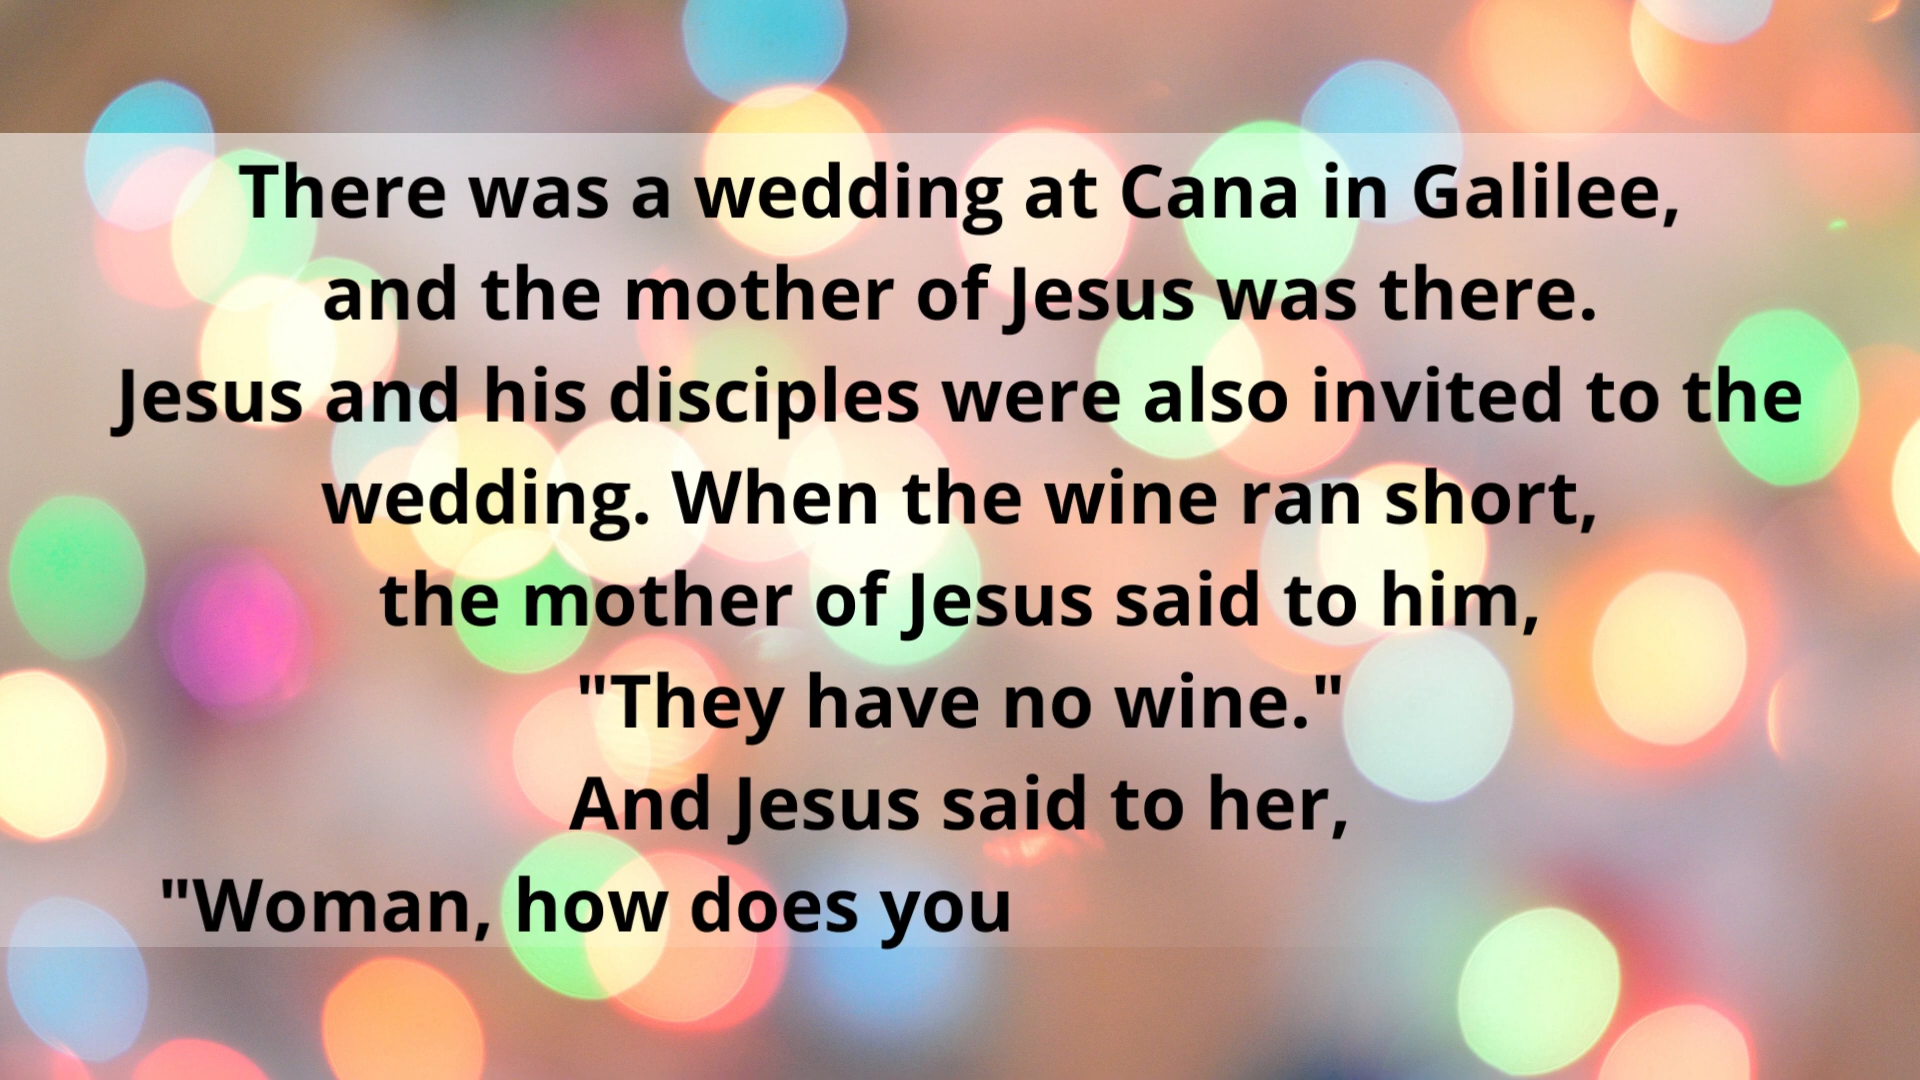 There was a wedding at Cana in Galilee,
and the mother of Jesus was there.
Jesus and his disciples were also invited to the
wedding. When the wine ran short,
the mother of Jesus said to him,
"They have no wine."
And Jesus said to her,
"Woman, how does you